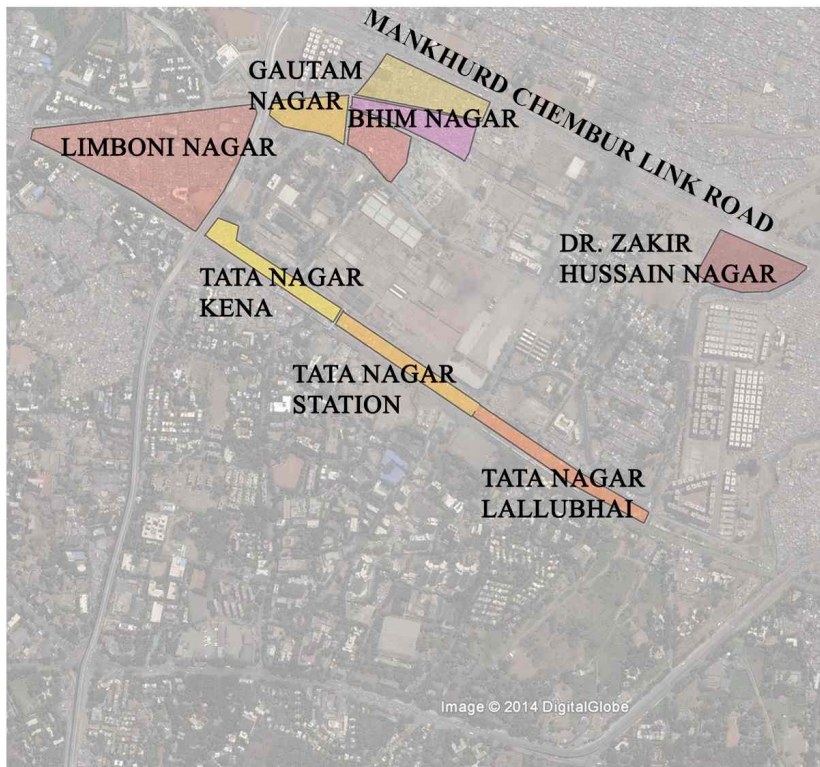 MANKHURD CHEMBUR LINK ROAD
GAUTAM
NAGAR
BHIM NAGAR
LIMBONI NAGAR
DR. ZAKIR
HUSSAIN NAGAR
TATA NAGAR
KENA
TATA NAGAR
STATION
TATA NAGAR
LALLUBHAI
Image © 2014 DigitalGlobe